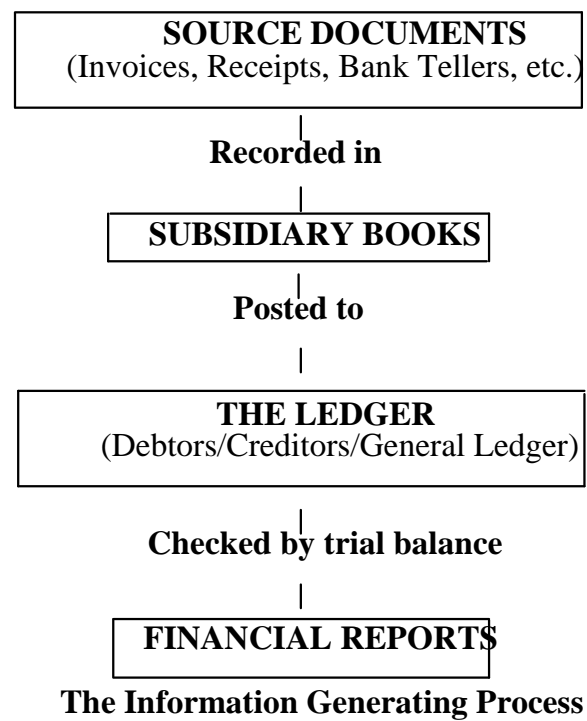 SOURCE DOCUMENTS
(Invoices, Receipts, Bank Tellers, etc.)
Recorded in
SUBSIDIARY BOOKS
Posted to
THE LEDGER
(Debtors/Creditors/General Ledger)
Checked by trial balance
FINANCIAL REPORTS
The Information Generating Process